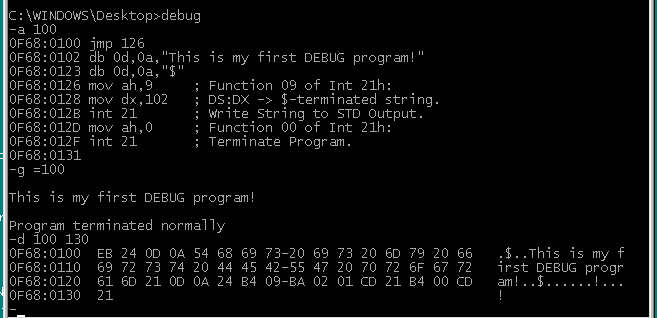 C:\WINDOWS\Desktop>debug
-a 100
0F68:0100 jmp 126
0F68:0102 db 0d,0a,"This is my first DEBUG program!"
0F68:0123 db 0d,0a,"$"
0F68:0126 mov ah,9     ; Function 09 of Int 21h:
0F68:0128 mov dx,102   ; DS:DX -> $-terminated string.
0F68:012B int 21       ; Write String to STD Output.
0F68:012D mov ah,0     ; Function 00 of Int 21h:
0F68:012F int 21       ; Terminate Program.
0F68:0131
-g =100
This is my first DEBUG program!
Program terminated normally
-d 100 130
0F68:0100  EB 24 0D 0A 54 68 69 73-20 69 73 20 6D 79 20 66   .$..This is my f
0F68:0110  69 72 73 74 20 44 45 42-55 47 20 70 72 6F 67 72   irst DEBUG progr
0F68:0120  61 6D 21 0D 0A 24 B4 09-BA 02 01 CD 21 B4 00 CD   am!..$......!...
0F68:0130  21                                                !
-